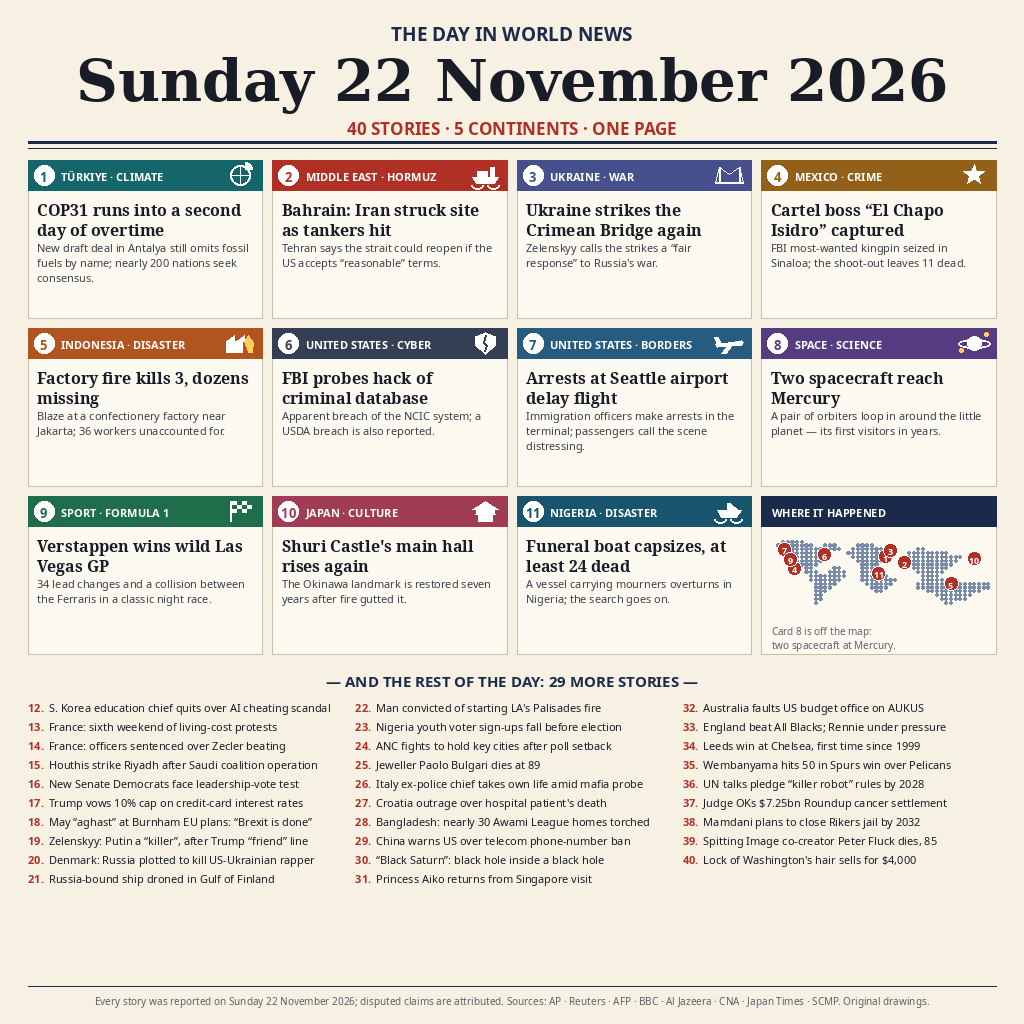 THE DAY IN WORLD NEWS
Sunday 22 November 2026
40 STORIES · 5 CONTINENTS · ONE PAGE
1 TÜRKIYE · CLIMATE
COP31 runs into a second
day of overtime
New draft deal in Antalya still omits fossil
fuels by name; nearly 200 nations seek
consensus.
2 MIDDLE EAST · HORMUZ
Bahrain: Iran struck site
as tankers hit
Tehran says the strait could reopen if the
US accepts “reasonable” terms.
3 UKRAINE · WAR
Ukraine strikes the
Crimean Bridge again
Zelenskyy calls the strikes a “fair
response” to Russia's war.
4 MEXICO · CRIME
Cartel boss “El Chapo
Isidro” captured
FBI most-wanted kingpin seized in
Sinaloa; the shoot-out leaves 11 dead.
5 INDONESIA · DISASTER
Factory fire kills 3, dozens
missing
Blaze at a confectionery factory near
Jakarta; 36 workers unaccounted for.
6 UNITED STATES · CYBER
FBI probes hack of
criminal database
Apparent breach of the NCIC system; a
USDA breach is also reported.
7 UNITED STATES · BORDERS
Arrests at Seattle airport
delay flight
Immigration officers make arrests in the
terminal; passengers call the scene
distressing.
8 SPACE · SCIENCE
Two spacecraft reach
Mercury
A pair of orbiters loop in around the little
planet — its first visitors in years.
9 SPORT · FORMULA 1
Verstappen wins wild Las
Vegas GP
34 lead changes and a collision between
the Ferraris in a classic night race.
10 JAPAN · CULTURE
Shuri Castle's main hall
rises again
The Okinawa landmark is restored seven
years after fire gutted it.
11 NIGERIA · DISASTER
Funeral boat capsizes, at
least 24 dead
A vessel carrying mourners overturns in
Nigeria; the search goes on.
WHERE IT HAPPENED
7
9
4
6
3
2
11
5
10
Card 8 is off the map:
two spacecraft at Mercury.
— AND THE REST OF THE DAY: 29 MORE STORIES —
12. S. Korea education chief quits over AI cheating scandal
13. France: sixth weekend of living-cost protests
14. France: officers sentenced over Zecler beating
15. Houthis strike Riyadh after Saudi coalition operation
16. New Senate Democrats face leadership-vote test
17. Trump vows 10% cap on credit-card interest rates
18. May “aghast” at Burnham EU plans: “Brexit is done”
19. Zelenskyy: Putin a “killer”, after Trump “friend” line
20. Denmark: Russia plotted to kill US-Ukrainian rapper
21. Russia-bound ship droned in Gulf of Finland
22. Man convicted of starting LA's Palisades fire
23. Nigeria youth voter sign-ups fall before election
24. ANC fights to hold key cities after poll setback
25. Jeweller Paolo Bulgari dies at 89
26. Italy ex-police chief takes own life amid mafia probe
27. Croatia outrage over hospital patient's death
28. Bangladesh: nearly 30 Awami League homes torched
29. China warns US over telecom phone-number ban
30. “Black Saturn”: black hole inside a black hole
31. Princess Aiko returns from Singapore visit
32. Australia faults US budget office on AUKUS
33. England beat All Blacks; Rennie under pressure
34. Leeds win at Chelsea, first time since 1999
35. Wembanyama hits 50 in Spurs win over Pelicans
36. UN talks pledge “killer robot” rules by 2028
37. Judge OKs $7.25bn Roundup cancer settlement
38. Mamdani plans to close Rikers jail by 2032
39. Spitting Image co-creator Peter Fluck dies, 85
40. Lock of Washington's hair sells for $4,000
Every story was reported on Sunday 22 November 2026; disputed claims are attributed. Sources: AP · Reuters · AFP · BBC · Al Jazeera · CNA · Japan Times · SCMP. Original drawings.